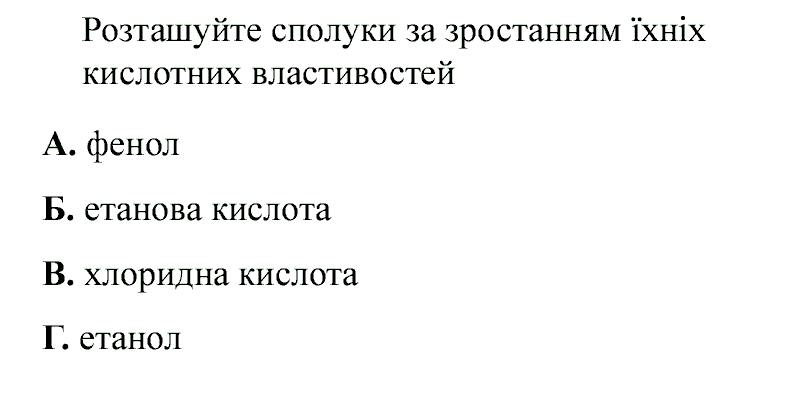 Розташуйте сполуки за зростанням їхніх
кислотних властивостей
А. фенол
Б. етанова кислота
В. хлоридна кислота
Г. етанол